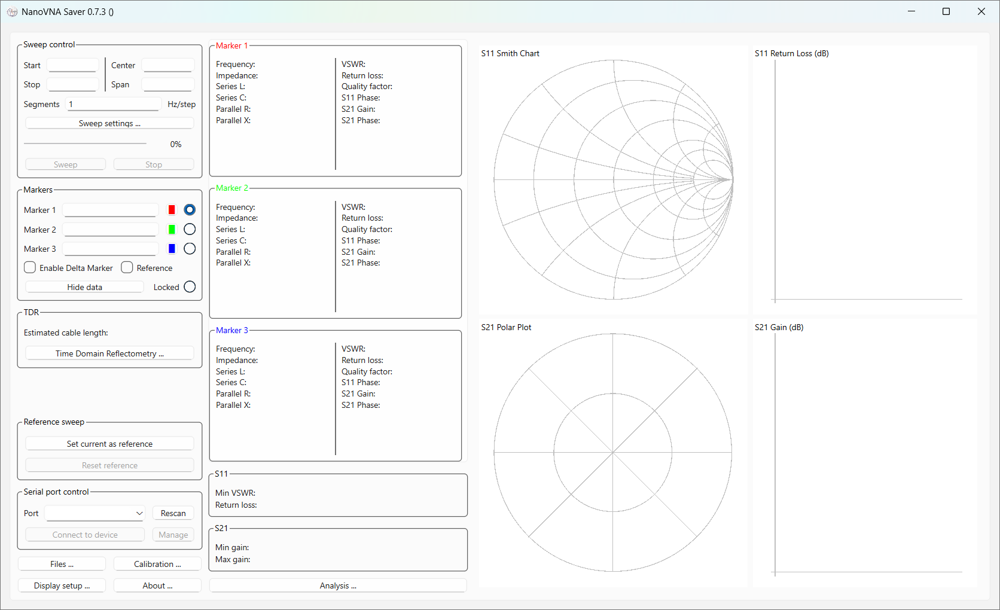 NanoVNA Saver 0.7.3 ()
Sweep control
Start
Center
Stop
Span
Segments 1 Hz/step
Sweep settings ...
0%
Sweep
Stop
Markers
Marker 1
Marker 2
Marker 3
Enable Delta Marker
Reference
Hide data
Locked
TDR
Estimated cable length:
Time Domain Reflectometry ...
Reference sweep
Set current as reference
Reset reference
Serial port control
Port
Rescan
Connect to device
Manage
Files ...
Calibration ...
Display setup ...
About ...
Marker 1
Frequency:
Impedance:
Series L:
Series C:
Parallel R:
Parallel X:
VSWR:
Return loss:
Quality factor:
S11 Phase:
S21 Gain:
S21 Phase:
Marker 2
Frequency:
Impedance:
Series L:
Series C:
Parallel R:
Parallel X:
VSWR:
Return loss:
Quality factor:
S11 Phase:
S21 Gain:
S21 Phase:
Marker 3
Frequency:
Impedance:
Series L:
Series C:
Parallel R:
Parallel X:
VSWR:
Return loss:
Quality factor:
S11 Phase:
S21 Gain:
S21 Phase:
S11
Min VSWR:
Return loss:
S21
Min gain:
Max gain:
Analysis ...
S11 Smith Chart
S11 Return Loss (dB)
S21 Polar Plot
S21 Gain (dB)